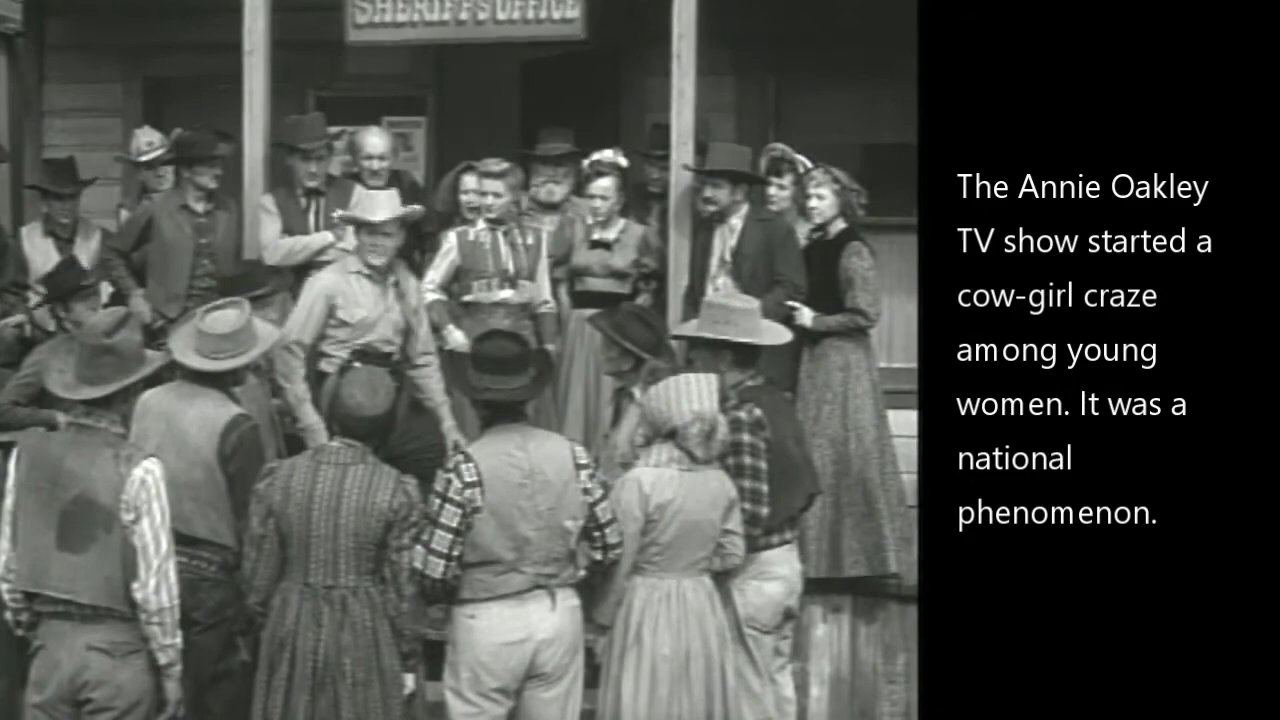 SHERIFF'S OFFICE
The Annie Oakley
TV show started a
cow-girl craze
among young
women. It was a
national
phenomenon.